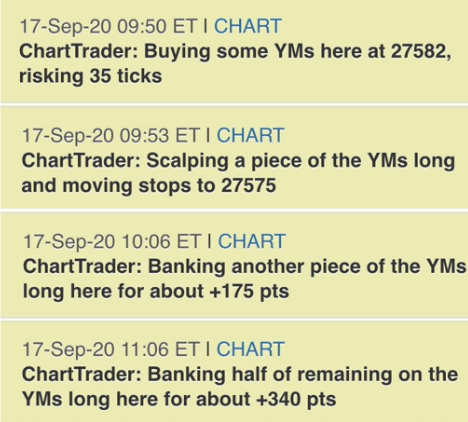 17-Sep-20 09:50 ET I CHART
ChartTrader: Buying some YMs here at 27582,
risking 35 ticks
17-Sep-20 09:53 ET I CHART
ChartTrader: Scalping a piece of the YMs long
and moving stops to 27575
17-Sep-20 10:06 ET I CHART
ChartTrader: Banking another piece of the YMs
long here for about +175 pts
17-Sep-20 11:06 ET I CHART
ChartTrader: Banking half of remaining on the
YMs long here for about +340 pts